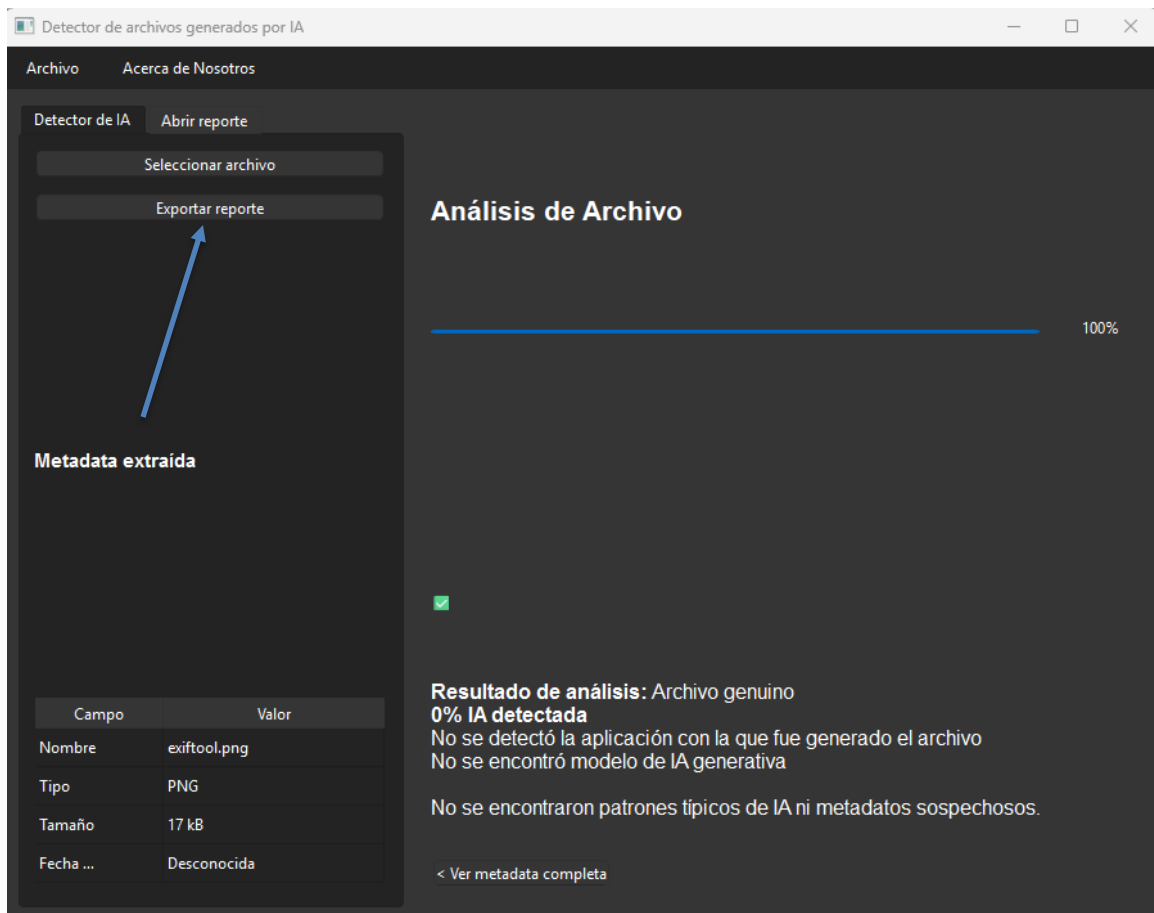 Detector de archivos generados por IA
Archivo Acerca de Nosotros
Detector de IA Abrir reporte
Seleccionar archivo
Exportar reporte
Metadata extraída
Campo Valor
Nombre exiftool.png
Tipo PNG
Tamaño 17 kB
Fecha ... Desconocida
Análisis de Archivo
100%
Resultado de análisis: Archivo genuino
0% IA detectada
No se detectó la aplicación con la que fue generado el archivo
No se encontró modelo de IA generativa
No se encontraron patrones típicos de IA ni metadatos sospechosos.
< Ver metadata completa